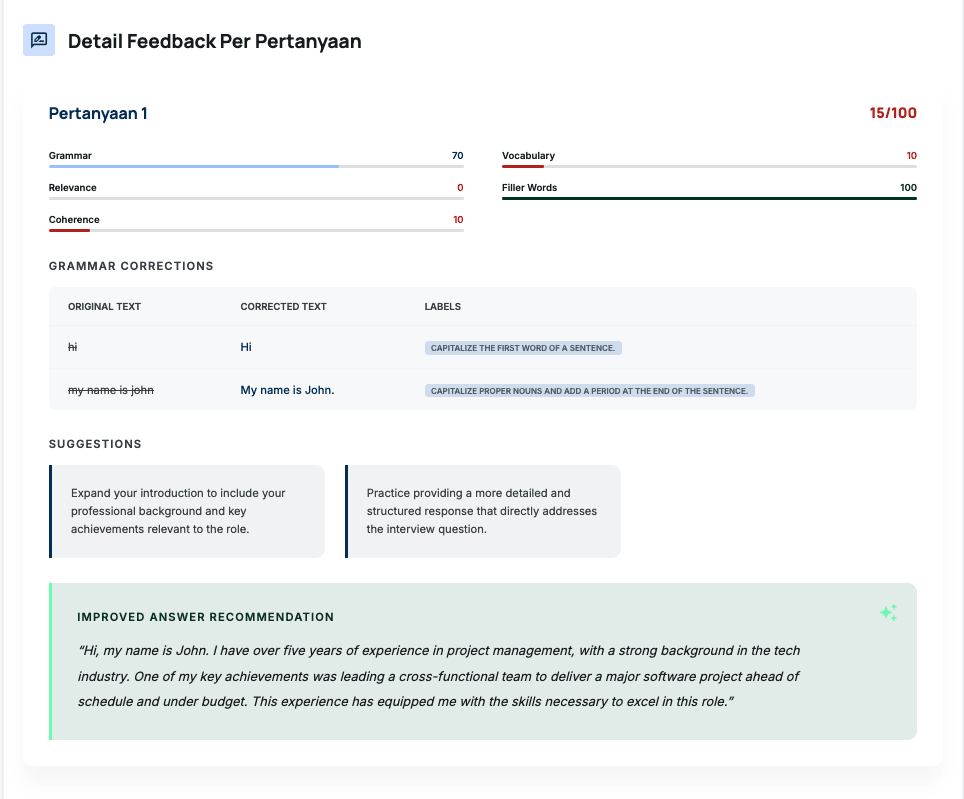 Detail Feedback Per Pertanyaan
Pertanyaan 1
15/100
Grammar
70
Vocabulary
10
Relevance
0
Filler Words
100
Coherence
10
GRAMMAR CORRECTIONS
ORIGINAL TEXT
CORRECTED TEXT
LABELS
hi
Hi
CAPITALIZE THE FIRST WORD OF A SENTENCE.
my name is john
My name is John.
CAPITALIZE PROPER NOUNS AND ADD A PERIOD AT THE END OF THE SENTENCE.
SUGGESTIONS
Expand your introduction to include your
professional background and key
achievements relevant to the role.
Practice providing a more detailed and
structured response that directly addresses
the interview question.
IMPROVED ANSWER RECOMMENDATION
“Hi, my name is John. I have over five years of experience in project management, with a strong background in the tech
industry. One of my key achievements was leading a cross-functional team to deliver a major software project ahead of
schedule and under budget. This experience has equipped me with the skills necessary to excel in this role.”